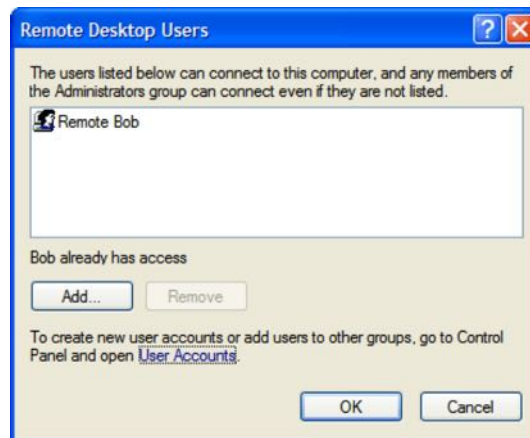 Remote Desktop Users
The users listed below can connect to this computer, and any members of
the Administrators group can connect even if they are not listed.
Remote Bob
Bob already has access
Add...
Remove
To create new user accounts or add users to other groups, go to Control
Panel and open User Accounts.
OK
Cancel